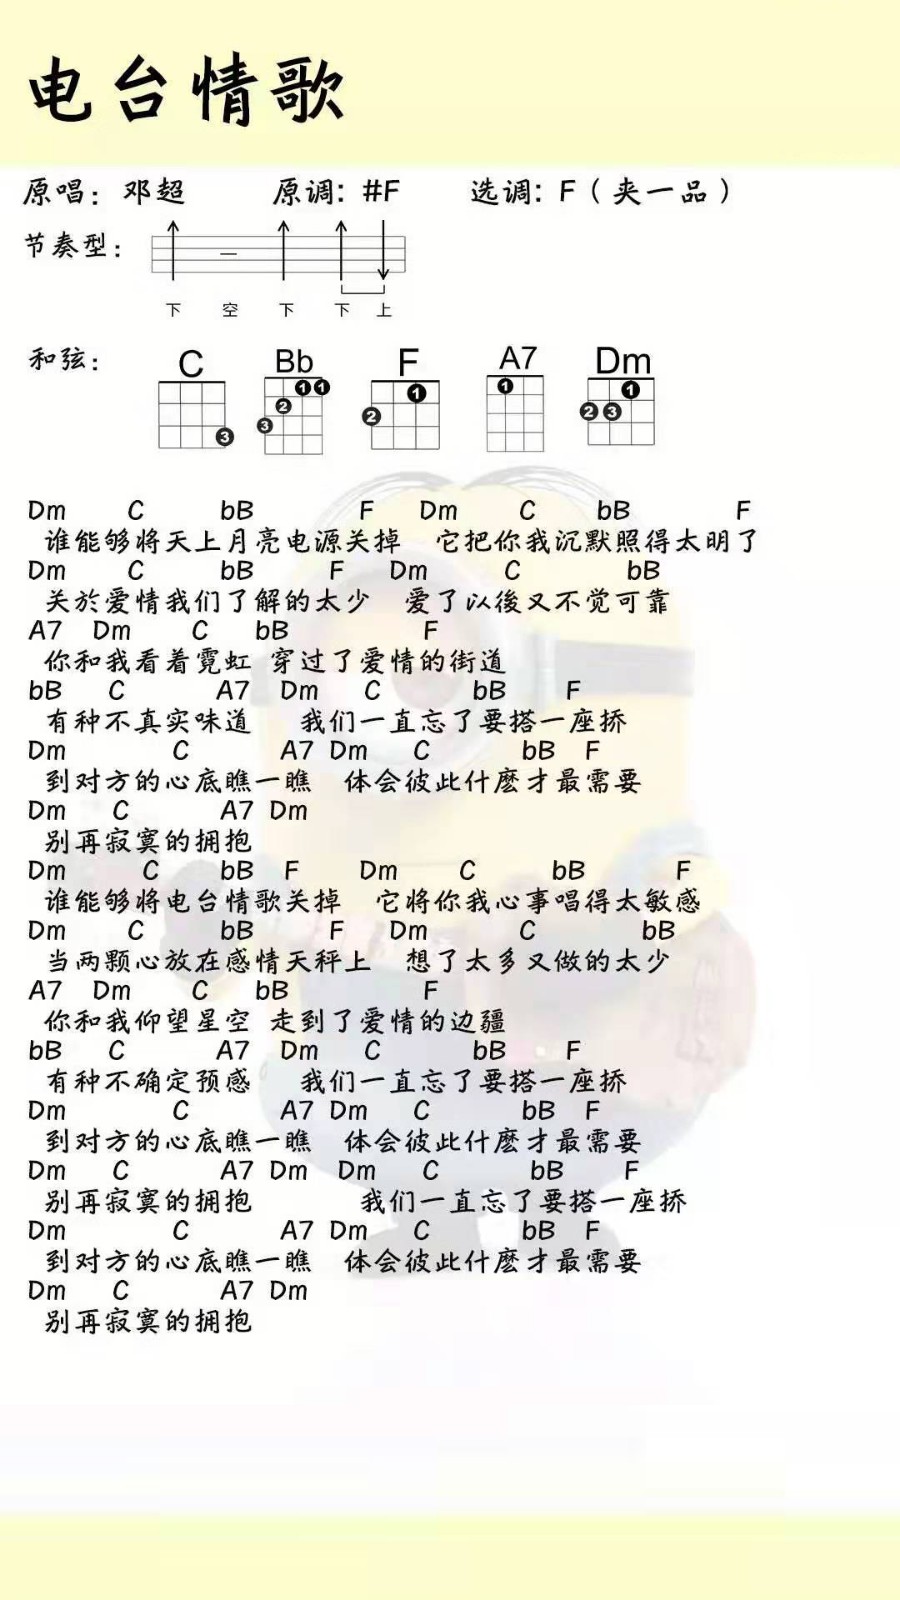 电台情歌
原唱：邓超 原调：#F 选调：F（夹一品）
节奏型：
下 空 下 下 上
和弦： C Bb F A7 Dm
3 1 1 2 3 1 2 1 1 2 3
Dm C bB F Dm C bB F
谁能够将天上月亮电源关掉 它把你我沉默照得太明了
Dm C bB F Dm C bB
关於爱情我们了解的太少 爱了以後又不觉可靠
A7 Dm C bB F
你和我看着霓虹 穿过了爱情的街道
bB C A7 Dm C bB F
有种不真实味道 我们一直忘了要搭一座挢
Dm C A7 Dm C bB F
到对方的心底瞧一瞧 体会彼此什麽才最需要
Dm C A7 Dm
别再寂寞的拥抱
Dm C bB F Dm C bB F
谁能够将电台情歌关掉 它将你我心事唱得太敏感
Dm C bB F Dm C bB
当两颗心放在感情天秤上 想了太多又做的太少
A7 Dm C bB F
你和我仰望星空 走到了爱情的边疆
bB C A7 Dm C bB F
有种不确定预感 我们一直忘了要搭一座挢
Dm C A7 Dm C bB F
到对方的心底瞧一瞧 体会彼此什麽才最需要
Dm C A7 Dm Dm C bB F
别再寂寞的拥抱 我们一直忘了要搭一座挢
Dm C A7 Dm C bB F
到对方的心底瞧一瞧 体会彼此什麽才最需要
Dm C A7 Dm
别再寂寞的拥抱